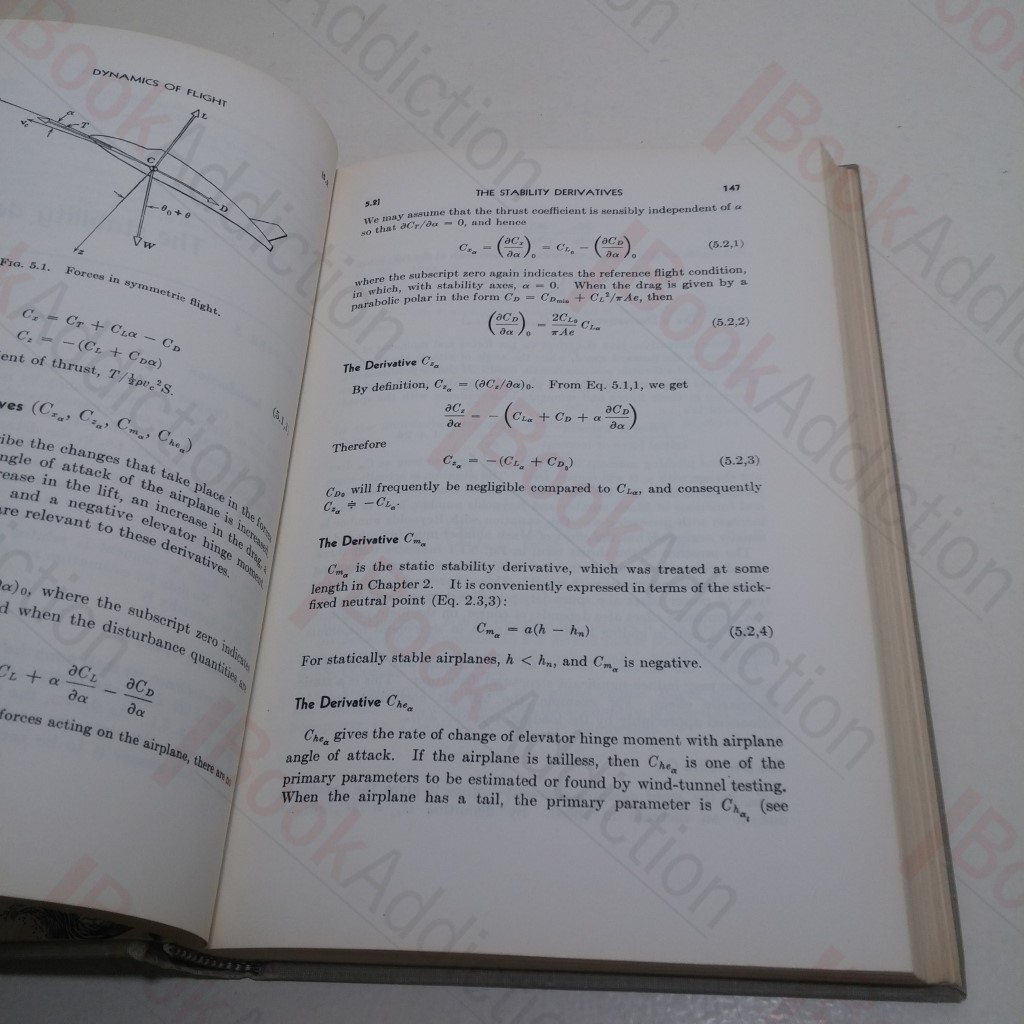 DYNAMICS OF FLIGHT
α
T
L
C
D
θ₀ + θ
W
z
FIG. 5.1. Forces in symmetric flight.
Cₓ = C_T + C_Lα − C_D
C_z = −(C_L + C_Dα)
(5.1,1)
ent of thrust, T/½ρv_c²S.
ves (C_xα, C_zα, C_mα, C_heα)
ibe the changes that take place in the forces
ngle of attack of the airplane is increased
rease in the lift, an increase in the drag, a
and a negative elevator hinge moment
are relevant to these derivatives.
∂α)₀, where the subscript zero indicates
d when the disturbance quantities are
C_L + α ∂C_L/∂α − ∂C_D/∂α
forces acting on the airplane, there are no
5.2]
THE STABILITY DERIVATIVES
147
We may assume that the thrust coefficient is sensibly independent of α
so that ∂C_T/∂α = 0, and hence
C_xα = (∂C_x/∂α)₀ = C_L₀ − (∂C_D/∂α)₀ (5.2,1)
where the subscript zero again indicates the reference flight condition,
in which, with stability axes, α = 0. When the drag is given by a
parabolic polar in the form C_D = C_Dmin + C_L²/πAe, then
(∂C_D/∂α)₀ = 2C_L₀/πAe C_Lα (5.2,2)
The Derivative C_zα
By definition, C_zα = (∂C_z/∂α)₀. From Eq. 5.1,1, we get
∂C_z/∂α = −(C_Lα + C_D + α ∂C_D/∂α)
Therefore
C_zα = −(C_Lα + C_D₀) (5.2,3)
C_D₀ will frequently be negligible compared to C_Lα, and consequently
C_zα ≑ −C_Lα.
The Derivative C_mα
C_mα is the static stability derivative, which was treated at some
length in Chapter 2. It is conveniently expressed in terms of the stick-
fixed neutral point (Eq. 2.3,3):
C_mα = a(h − hₙ) (5.2,4)
For statically stable airplanes, h < hₙ, and C_mα is negative.
The Derivative C_heα
C_heα gives the rate of change of elevator hinge moment with airplane
angle of attack. If the airplane is tailless, then C_heα is one of the
primary parameters to be estimated or found by wind-tunnel testing.
When the airplane has a tail, the primary parameter is C_hαt (see
BookAddiction